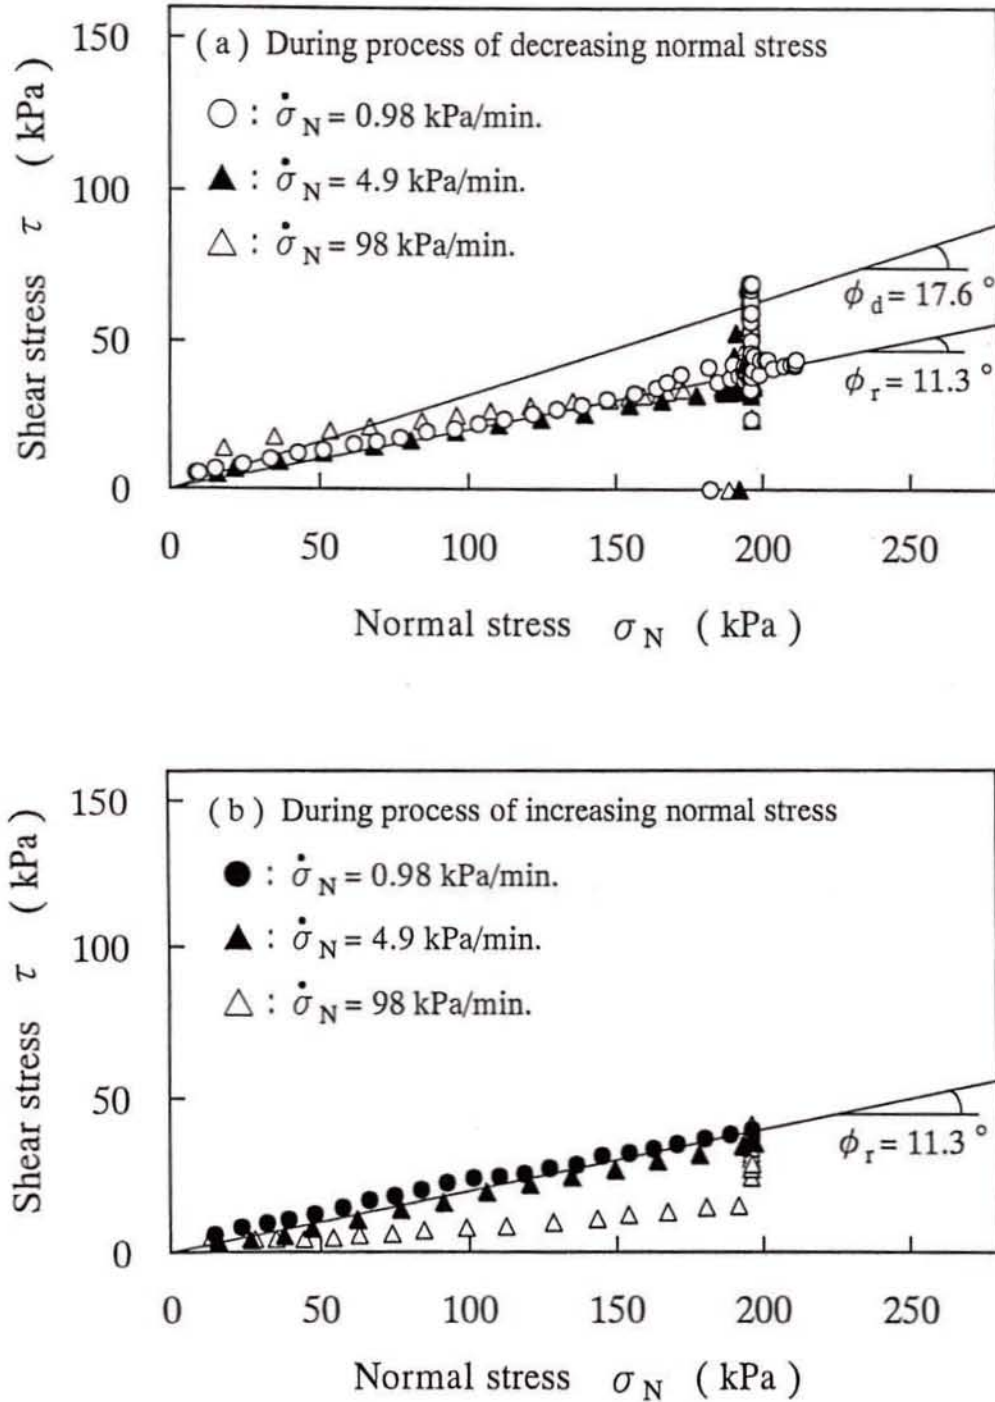 150
(a) During process of decreasing normal stress
○ : σ̇N = 0.98 kPa/min.
▲ : σ̇N = 4.9 kPa/min.
△ : σ̇N = 98 kPa/min.
100
50
0
Shear stress τ (kPa)
ϕd = 17.6°
ϕr = 11.3°
0 50 100 150 200 250
Normal stress σN (kPa)
150
(b) During process of increasing normal stress
● : σ̇N = 0.98 kPa/min.
▲ : σ̇N = 4.9 kPa/min.
△ : σ̇N = 98 kPa/min.
100
50
0
Shear stress τ (kPa)
ϕr = 11.3°
0 50 100 150 200 250
Normal stress σN (kPa)